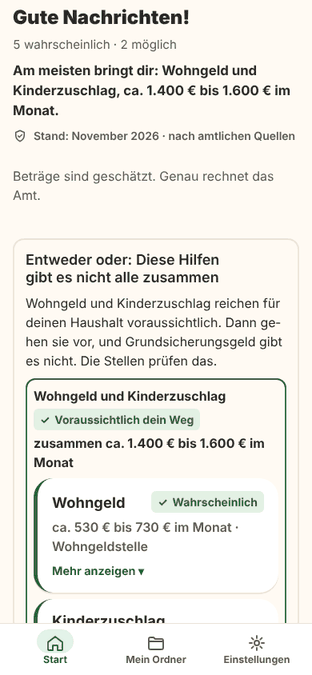 Gute Nachrichten!
5 wahrscheinlich · 2 möglich
Am meisten bringt dir: Wohngeld und
Kinderzuschlag, ca. 1.400 € bis 1.600 € im
Monat.
Stand: November 2026 · nach amtlichen Quellen
Beträge sind geschätzt. Genau rechnet das
Amt.
Entweder oder: Diese Hilfen
gibt es nicht alle zusammen
Wohngeld und Kinderzuschlag reichen für
deinen Haushalt voraussichtlich. Dann ge-
hen sie vor, und Grundsicherungsgeld gibt
es nicht. Die Stellen prüfen das.
Wohngeld und Kinderzuschlag
✓ Voraussichtlich dein Weg
zusammen ca. 1.400 € bis 1.600 € im
Monat
Wohngeld
✓ Wahrscheinlich
ca. 530 € bis 730 € im Monat ·
Wohngeldstelle
Mehr anzeigen ▾
Kinderzuschlag
Start
Mein Ordner
Einstellungen